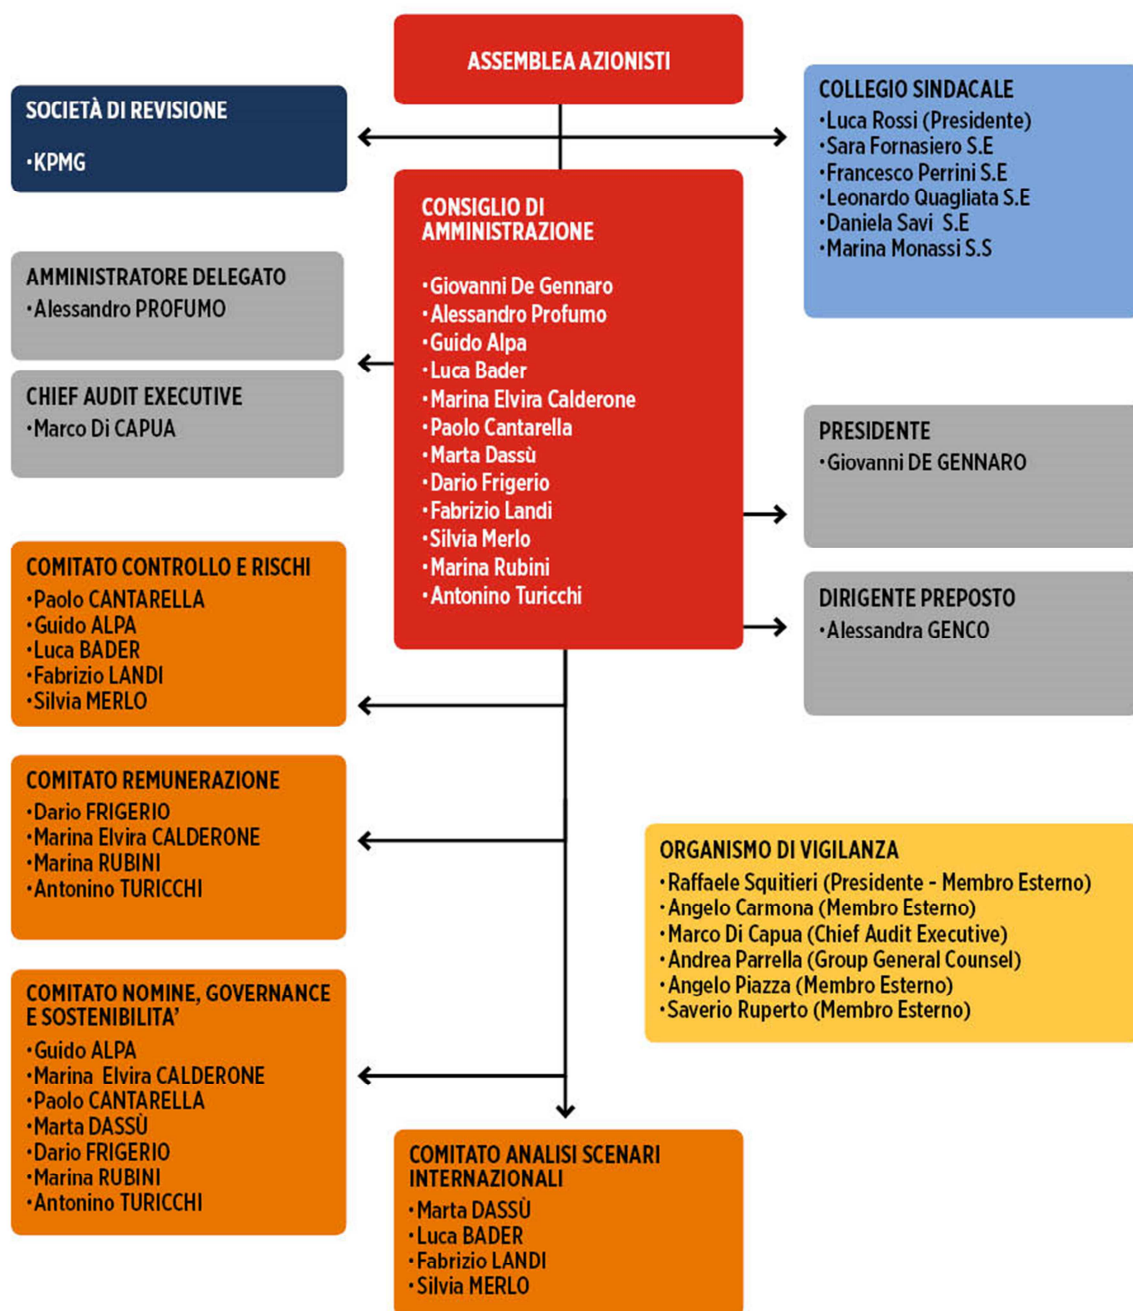 ASSEMBLEA AZIONISTI
SOCIETÀ DI REVISIONE
•KPMG
COLLEGIO SINDACALE
•Luca Rossi (Presidente)
•Sara Fornasiero S.E
•Francesco Perrini S.E
•Leonardo Quagliata S.E
•Daniela Savi S.E
•Marina Monassi S.S
CONSIGLIO DI
AMMINISTRAZIONE
•Giovanni De Gennaro
•Alessandro Profumo
•Guido Alpa
•Luca Bader
•Marina Elvira Calderone
•Paolo Cantarella
•Marta Dassù
•Dario Frigerio
•Fabrizio Landi
•Silvia Merlo
•Marina Rubini
•Antonino Turicchi
AMMINISTRATORE DELEGATO
•Alessandro PROFUMO
CHIEF AUDIT EXECUTIVE
•Marco Di CAPUA
PRESIDENTE
•Giovanni DE GENNARO
DIRIGENTE PREPOSTO
•Alessandra GENCO
COMITATO CONTROLLO E RISCHI
•Paolo CANTARELLA
•Guido ALPA
•Luca BADER
•Fabrizio LANDI
•Silvia MERLO
COMITATO REMUNERAZIONE
•Dario FRIGERIO
•Marina Elvira CALDERONE
•Marina RUBINI
•Antonino TURICCHI
ORGANISMO DI VIGILANZA
•Raffaele Squitieri (Presidente - Membro Esterno)
•Angelo Carmona (Membro Esterno)
•Marco Di Capua (Chief Audit Executive)
•Andrea Parrella (Group General Counsel)
•Angelo Piazza (Membro Esterno)
•Saverio Ruperto (Membro Esterno)
COMITATO NOMINE, GOVERNANCE
E SOSTENIBILITA’
•Guido ALPA
•Marina Elvira CALDERONE
•Paolo CANTARELLA
•Marta DASSÙ
•Dario FRIGERIO
•Marina RUBINI
•Antonino TURICCHI
COMITATO ANALISI SCENARI
INTERNAZIONALI
•Marta DASSÙ
•Luca BADER
•Fabrizio LANDI
•Silvia MERLO